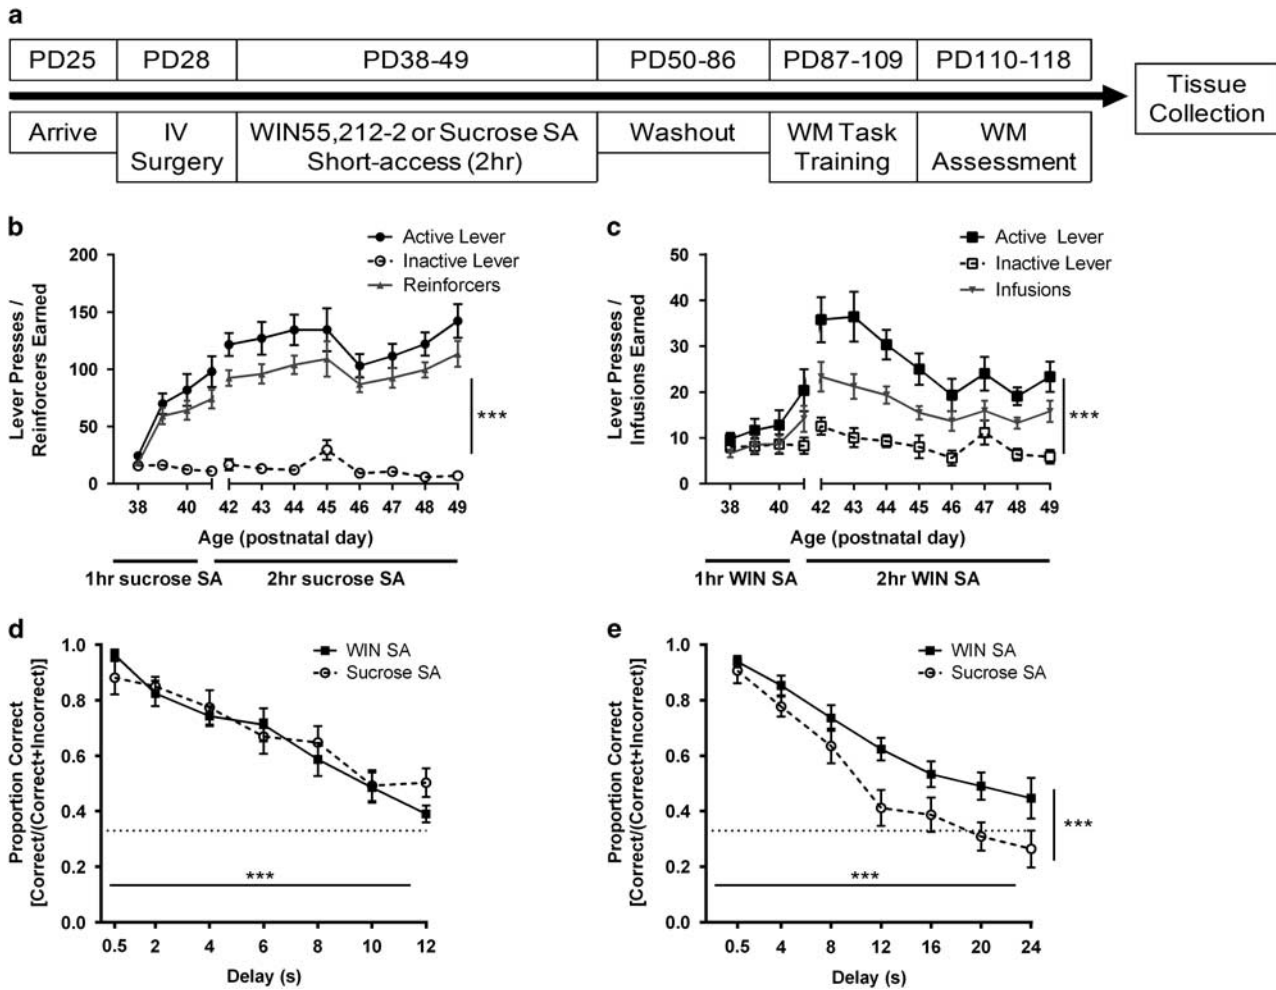 a
PD25 PD28 PD38-49 PD50-86 PD87-109 PD110-118
Tissue
Collection
Arrive IV
Surgery WIN55,212-2 or Sucrose SA
Short-access (2hr) Washout WM Task
Training WM
Assessment
b
Active Lever
Inactive Lever
Reinforcers
Lever Presses /
Reinforcers Earned
200
150
100
50
0
***
38 40 42 43 44 45 46 47 48 49
Age (postnatal day)
1hr sucrose SA 2hr sucrose SA
c
Active Lever
Inactive Lever
Infusions
Lever Presses /
Infusions Earned
50
40
30
20
10
0
***
38 40 42 43 44 45 46 47 48 49
Age (postnatal day)
1hr WIN SA 2hr WIN SA
d
WIN SA
Sucrose SA
Proportion Correct
[Correct/(Correct+Incorrect)]
1.0
0.8
0.6
0.4
0.2
0.0
***
0.5 2 4 6 8 10 12
Delay (s)
e
WIN SA
Sucrose SA
Proportion Correct
[Correct/(Correct+Incorrect)]
1.0
0.8
0.6
0.4
0.2
0.0
***
***
0.5 4 8 12 16 20 24
Delay (s)